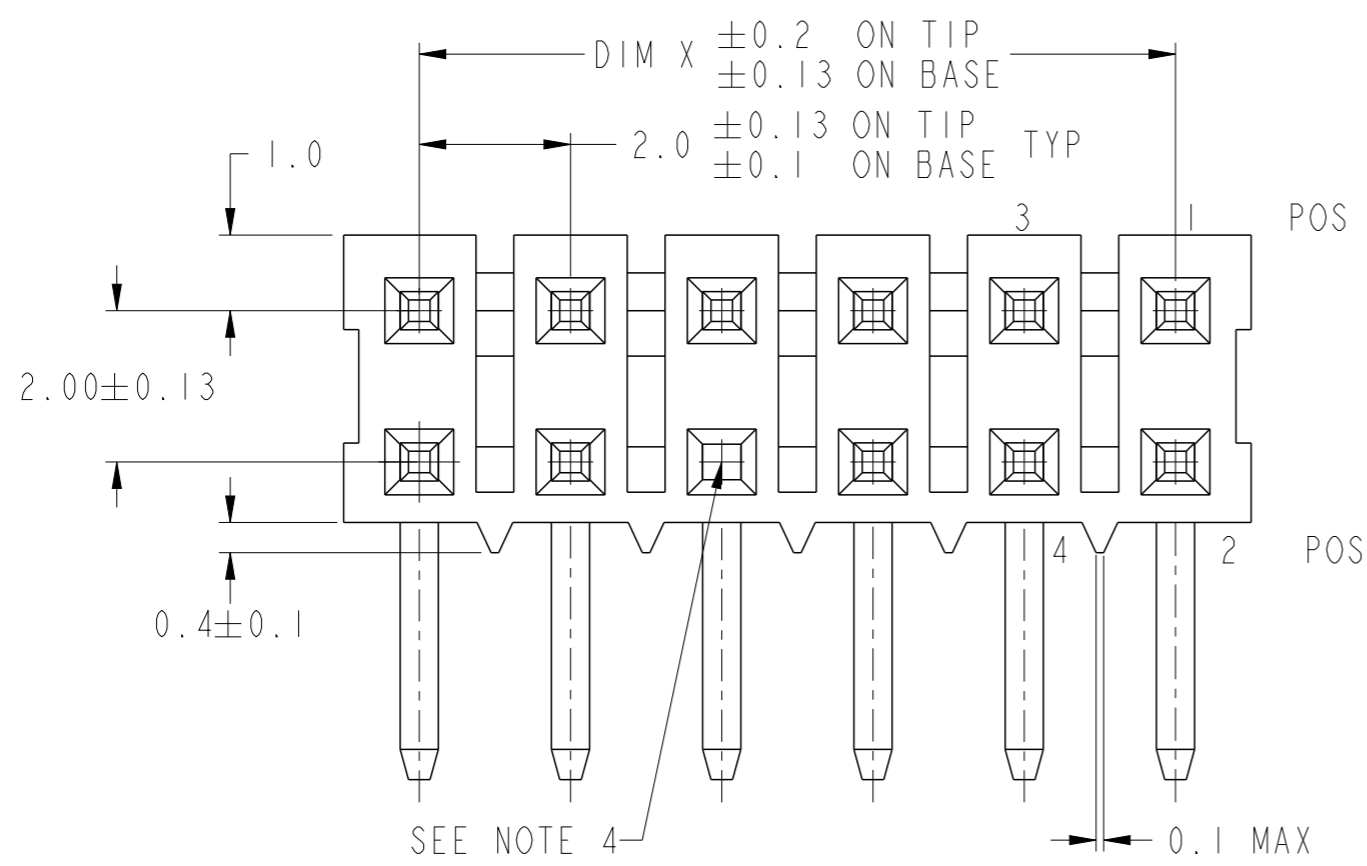 DIM X ±0.2 ON TIP
±0.13 ON BASE
2.0 ±0.13 ON TIP TYP
±0.1 ON BASE
1.0
3 1 POS
2.00±0.13
4 2 POS
0.4±0.1
SEE NOTE 4
0.1 MAX